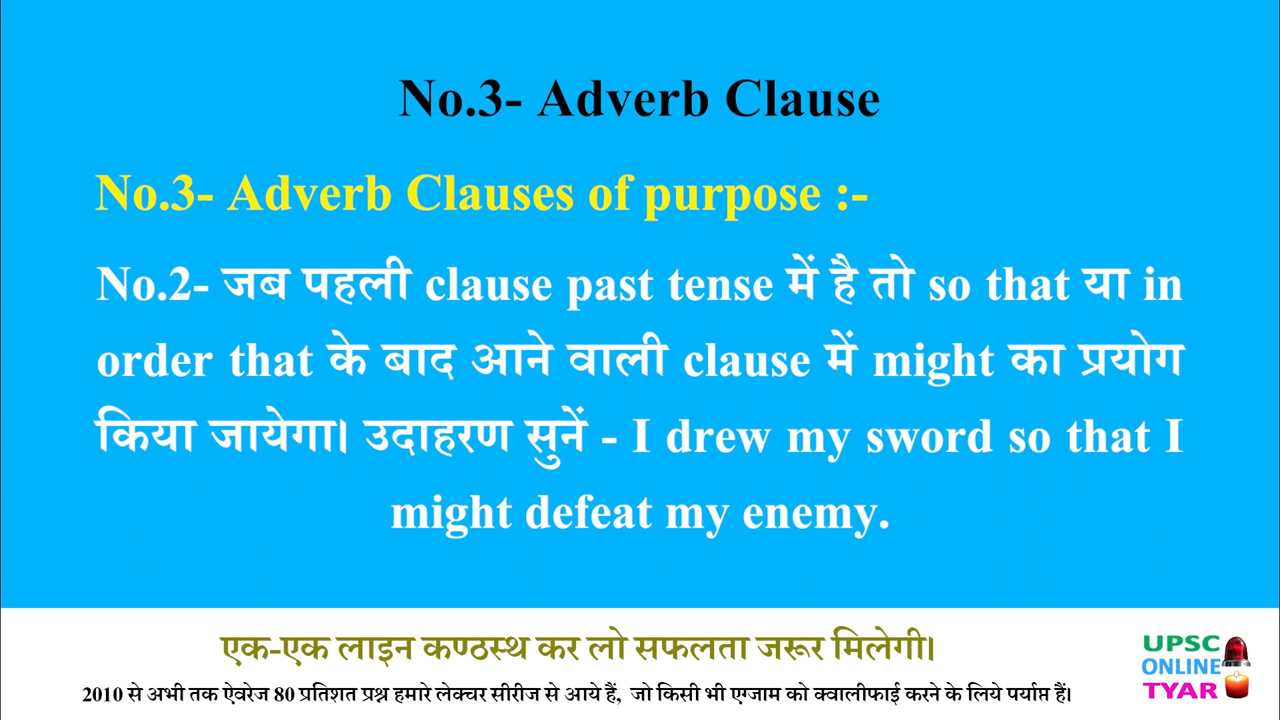 No.3- Adverb Clause
No.3- Adverb Clauses of purpose :-
No.2- जब पहली clause past tense में है तो so that या in
order that के बाद आने वाली clause में might का प्रयोग
किया जायेगा। उदाहरण सुनें - I drew my sword so that I
might defeat my enemy.
एक-एक लाइन कण्ठस्थ कर लो सफलता जरूर मिलेगी।
2010 से अभी तक ऐवरेज 80 प्रतिशत प्रश्न हमारे लेक्चर सीरीज से आये हैं, जो किसी भी एग्जाम को क्वालीफाई करने के लिये पर्याप्त हैं।
UPSC
ONLINE
TYAR